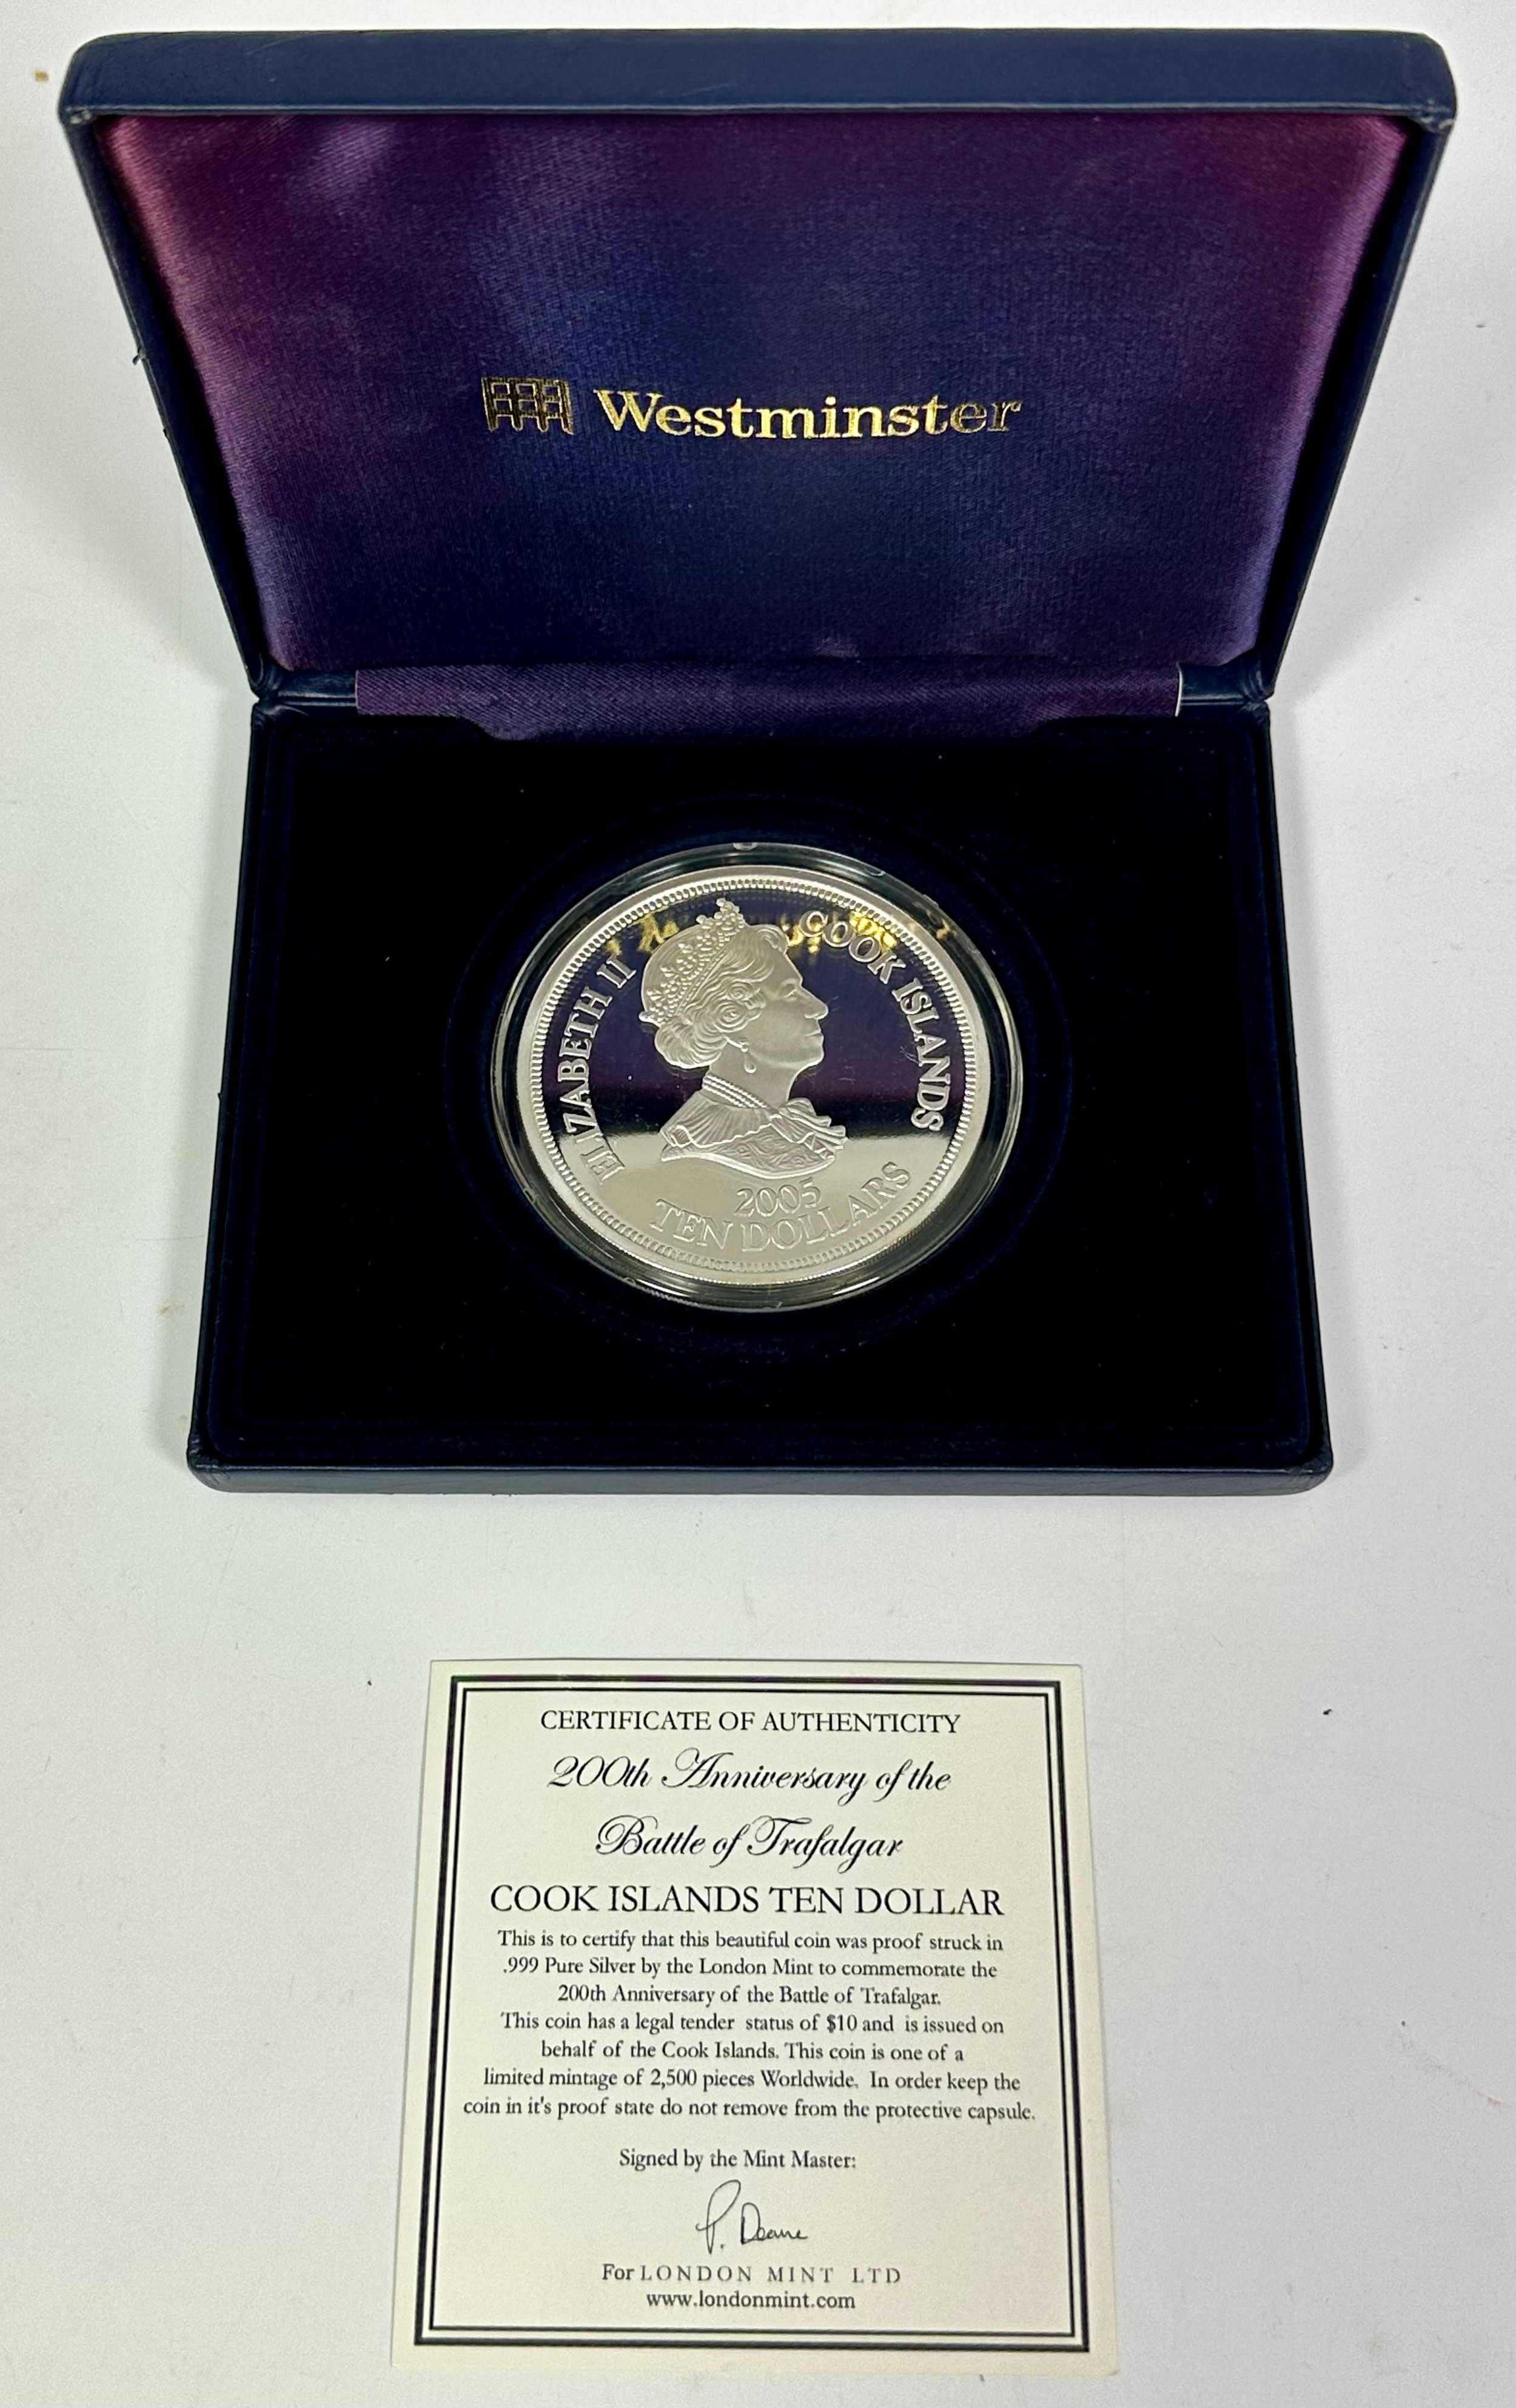 Westminster
ELIZABETH II
COOK ISLANDS
2005
TEN DOLLARS
CERTIFICATE OF AUTHENTICITY
200th Anniversary of the
Battle of Trafalgar
COOK ISLANDS TEN DOLLAR
This is to certify that this beautiful coin was proof struck in
.999 Pure Silver by the London Mint to commemorate the
200th Anniversary of the Battle of Trafalgar.
This coin has a legal tender status of $10 and is issued on
behalf of the Cook Islands. This coin is one of a
limited mintage of 2,500 pieces Worldwide. In order keep the
coin in it's proof state do not remove from the protective capsule.
Signed by the Mint Master:
P. Deane
For LONDON MINT LTD
www.londonmint.com